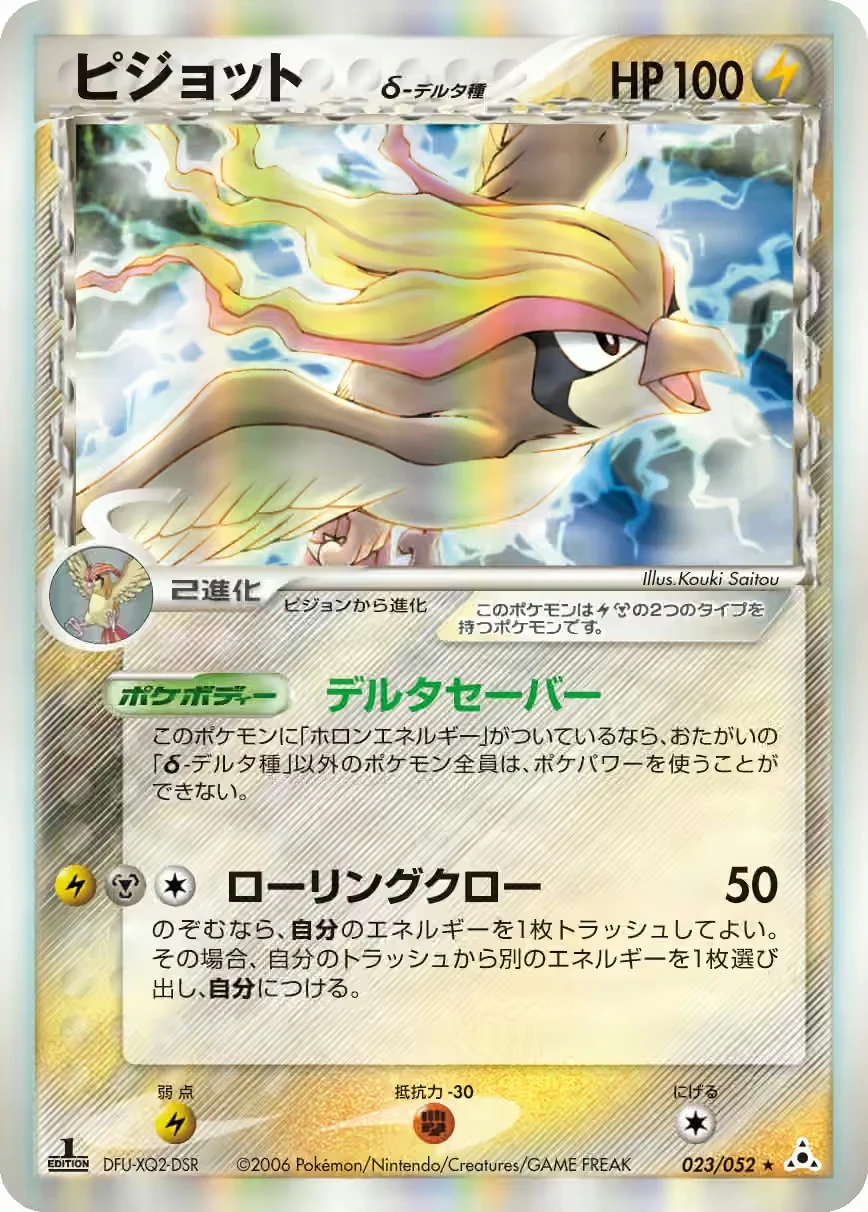 ピジョット δ-デルタ種 HP100
Illus.Kouki Saitou
2進化 ピジョンから進化
このポケモンはの2つのタイプを
持つポケモンです。
ポケボディー デルタセーバー
このポケモンに「ホロンエネルギー」がついているなら、おたがいの
「δ-デルタ種」以外のポケモン全員は、ポケパワーを使うことが
できない。
ローリングクロー 50
のぞむなら、自分のエネルギーを1枚トラッシュしてよい。
その場合、自分のトラッシュから別のエネルギーを1枚選び
出し、自分につける。
弱点 抵抗力 -30 にげる
1 EDITION DFU-XQ2-DSR ©2006 Pokémon/Nintendo/Creatures/GAME FREAK 023/052 ★